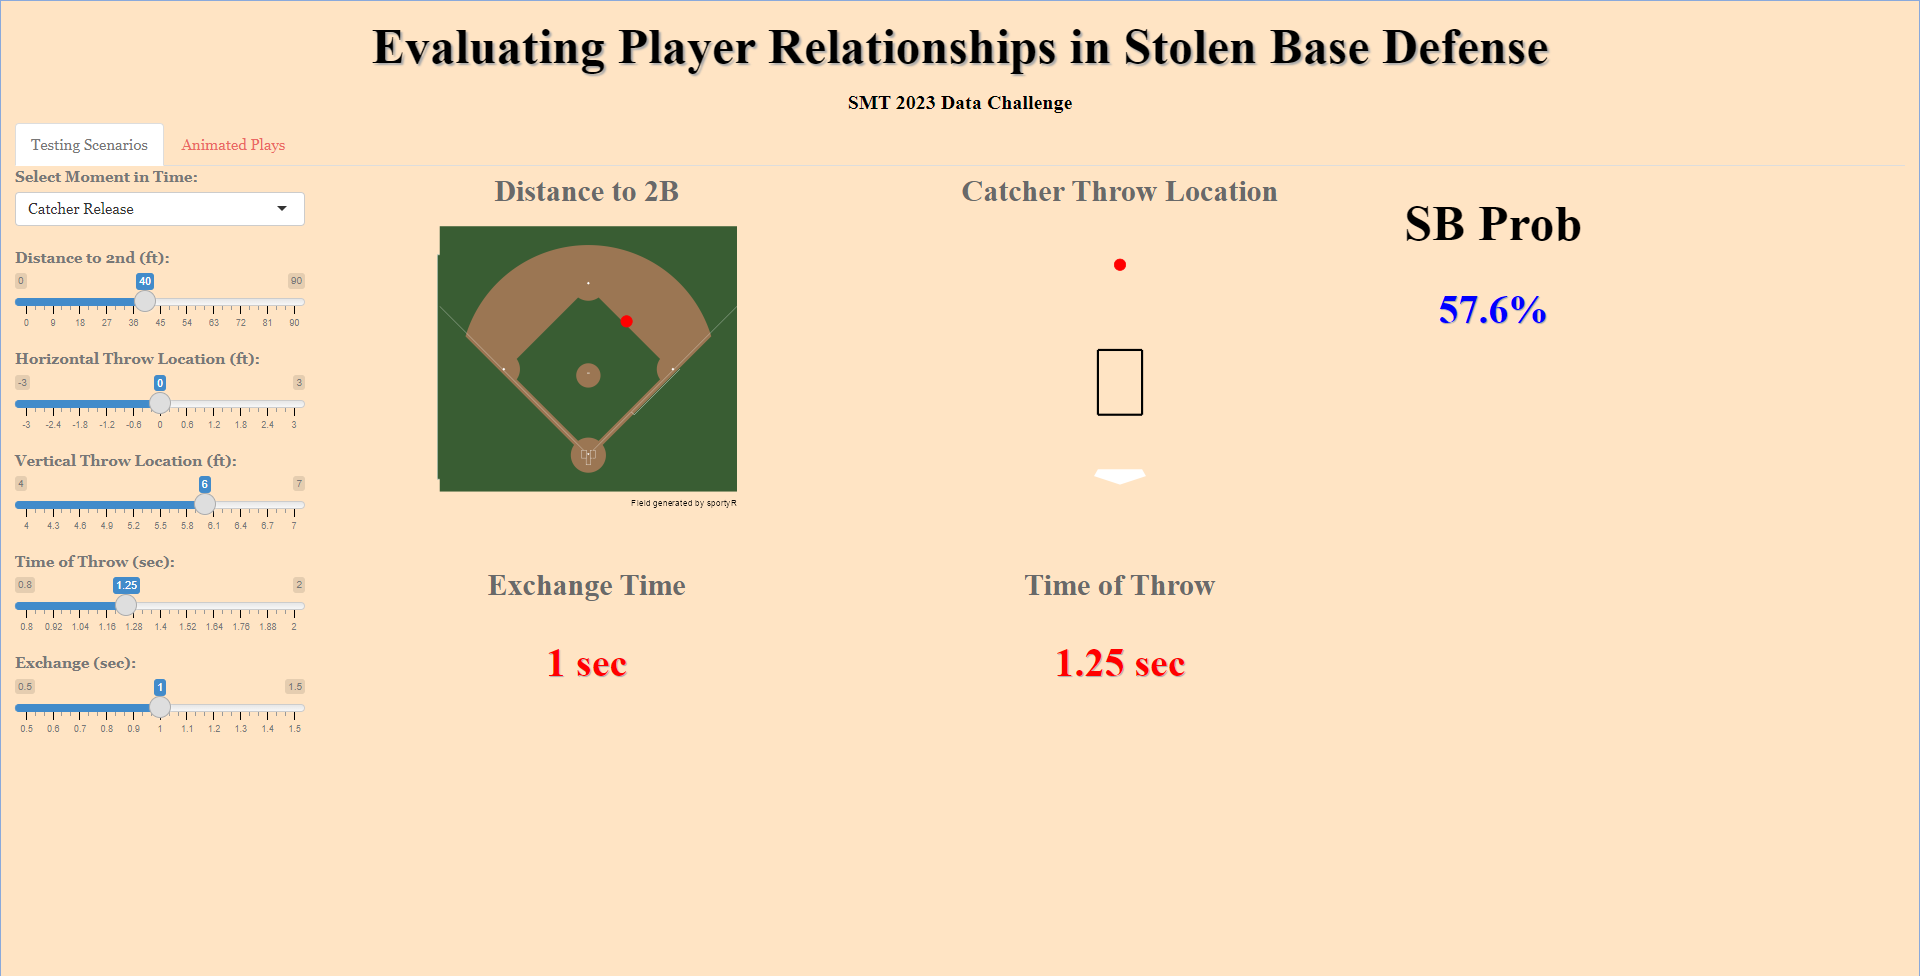 Evaluating Player Relationships in Stolen Base Defense
SMT 2023 Data Challenge
Testing Scenarios
Animated Plays
Select Moment in Time:
Catcher Release
Distance to 2nd (ft):
0 40 90
0 9 18 27 36 45 54 63 72 81 90
Horizontal Throw Location (ft):
-3 0 3
-3 -2.4 -1.8 -1.2 -0.6 0 0.6 1.2 1.8 2.4 3
Vertical Throw Location (ft):
4 6 7
4 4.3 4.6 4.9 5.2 5.5 5.8 6.1 6.4 6.7 7
Time of Throw (sec):
0.8 1.25 2
0.8 0.92 1.04 1.16 1.28 1.4 1.52 1.64 1.76 1.88 2
Exchange (sec):
0.5 1 1.5
0.5 0.6 0.7 0.8 0.9 1 1.1 1.2 1.3 1.4 1.5
Distance to 2B
Field generated by sportyR
Catcher Throw Location
SB Prob
57.6%
Exchange Time
1 sec
Time of Throw
1.25 sec